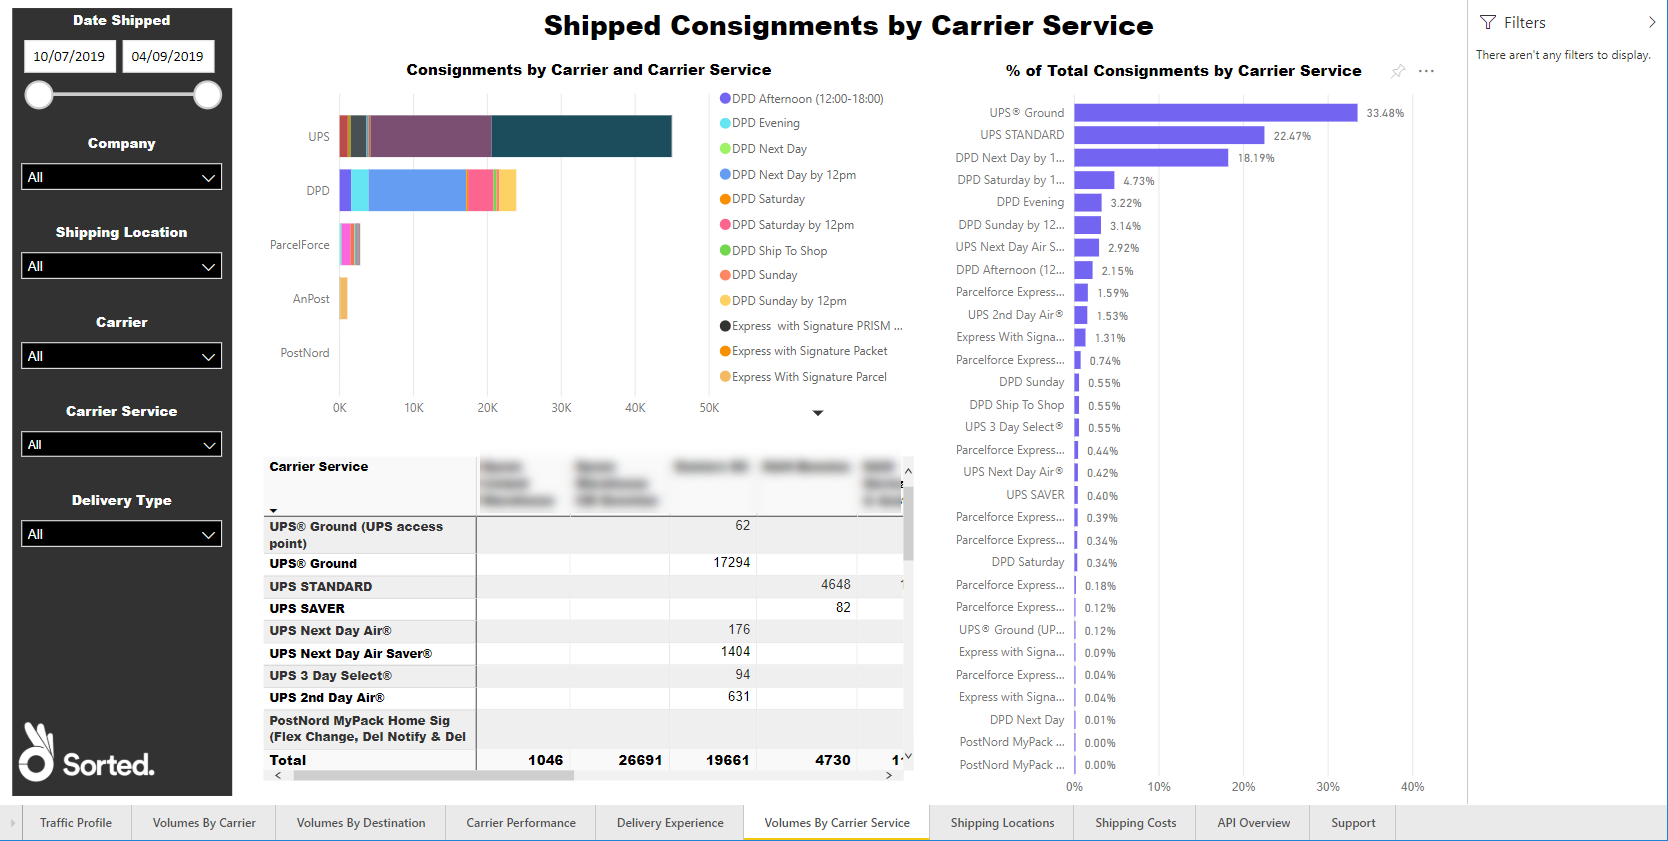 Date Shipped
10/07/2019 04/09/2019
Company
All
Shipping Location
All
Carrier
All
Carrier Service
All
Delivery Type
All
Sorted.
Shipped Consignments by Carrier Service
Consignments by Carrier and Carrier Service
UPS
DPD
ParcelForce
AnPost
PostNord
0K 10K 20K 30K 40K 50K
DPD Afternoon (12:00-18:00)
DPD Evening
DPD Next Day
DPD Next Day by 12pm
DPD Saturday
DPD Saturday by 12pm
DPD Ship To Shop
DPD Sunday
DPD Sunday by 12pm
Express with Signature PRISM ...
Express with Signature Packet
Express With Signature Parcel
Carrier Service
UPS® Ground (UPS access 62
point)
UPS® Ground 17294
UPS STANDARD 4648 1
UPS SAVER 82
UPS Next Day Air® 176
UPS Next Day Air Saver® 1404
UPS 3 Day Select® 94
UPS 2nd Day Air® 631
PostNord MyPack Home Sig
(Flex Change, Del Notify & Del
Total 1046 26691 19661 4730 1
% of Total Consignments by Carrier Service
UPS® Ground 33.48%
UPS STANDARD 22.47%
DPD Next Day by 1... 18.19%
DPD Saturday by 1... 4.73%
DPD Evening 3.22%
DPD Sunday by 12... 3.14%
UPS Next Day Air S... 2.92%
DPD Afternoon (12... 2.15%
Parcelforce Express... 1.59%
UPS 2nd Day Air® 1.53%
Express With Signa... 1.31%
Parcelforce Express... 0.74%
DPD Sunday 0.55%
DPD Ship To Shop 0.55%
UPS 3 Day Select® 0.55%
Parcelforce Express... 0.44%
UPS Next Day Air® 0.42%
UPS SAVER 0.40%
Parcelforce Express... 0.39%
Parcelforce Express... 0.34%
DPD Saturday 0.34%
Parcelforce Express... 0.18%
Parcelforce Express... 0.12%
UPS® Ground (UP... 0.12%
Express with Signa... 0.09%
Parcelforce Express... 0.04%
Express with Signa... 0.04%
DPD Next Day 0.01%
PostNord MyPack ... 0.00%
PostNord MyPack ... 0.00%
0% 10% 20% 30% 40%
Filters
There aren't any filters to display.
Traffic Profile Volumes By Carrier Volumes By Destination Carrier Performance Delivery Experience Volumes By Carrier Service Shipping Locations Shipping Costs API Overview Support